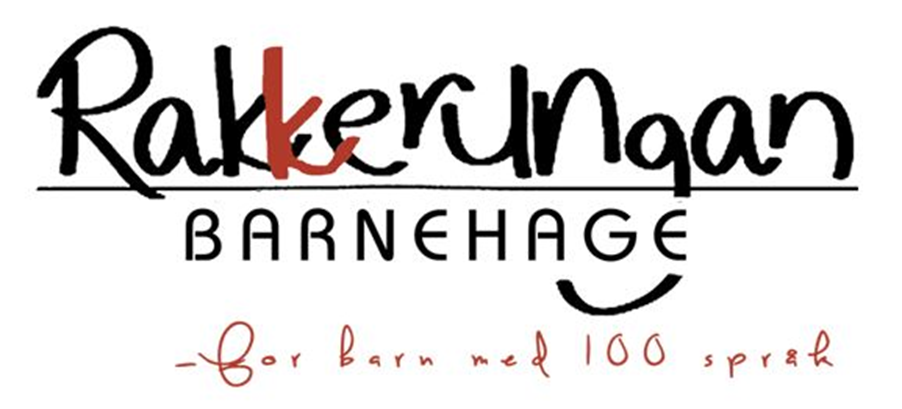 Rakkerungan
BARNEHAGE
-for barn med 100 språk